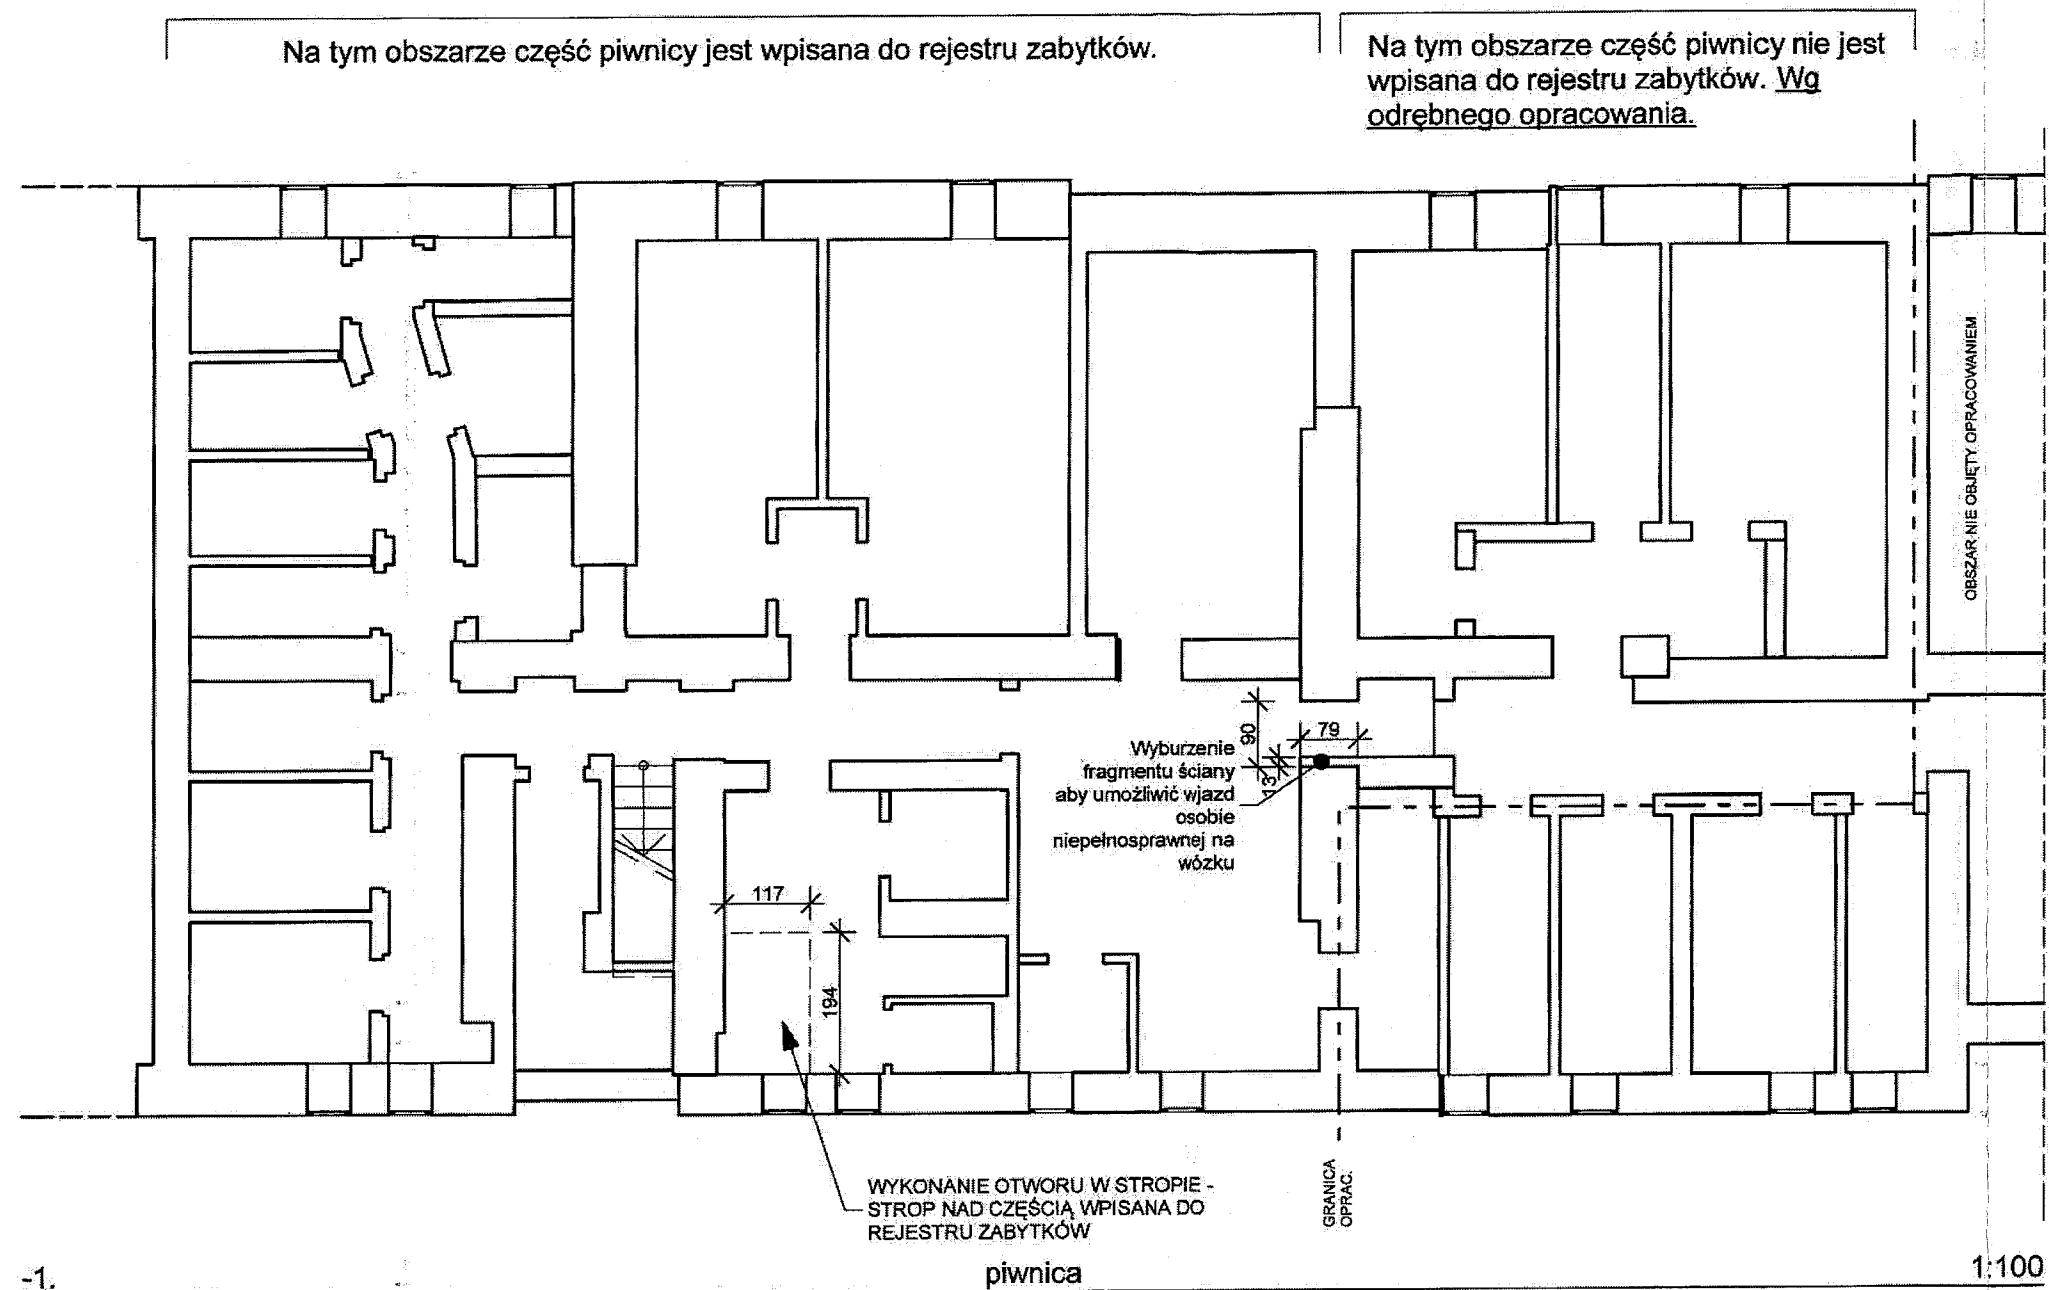 Na tym obszarze część piwnicy jest wpisana do rejestru zabytków.
Na tym obszarze część piwnicy nie jest
wpisana do rejestru zabytków. Wg
odrębnego opracowania.
OBSZAR NIE OBJĘTY OPRACOWANIEM
90
79
13
Wyburzenie
fragmentu ściany
aby umożliwić wjazd
osobie
niepełnosprawnej na
wózku
117
194
WYKONANIE OTWORU W STROPIE -
STROP NAD CZĘŚCIĄ WPISANA DO
REJESTRU ZABYTKÓW
GRANICA
OPRAC.
-1.
piwnica
1:100